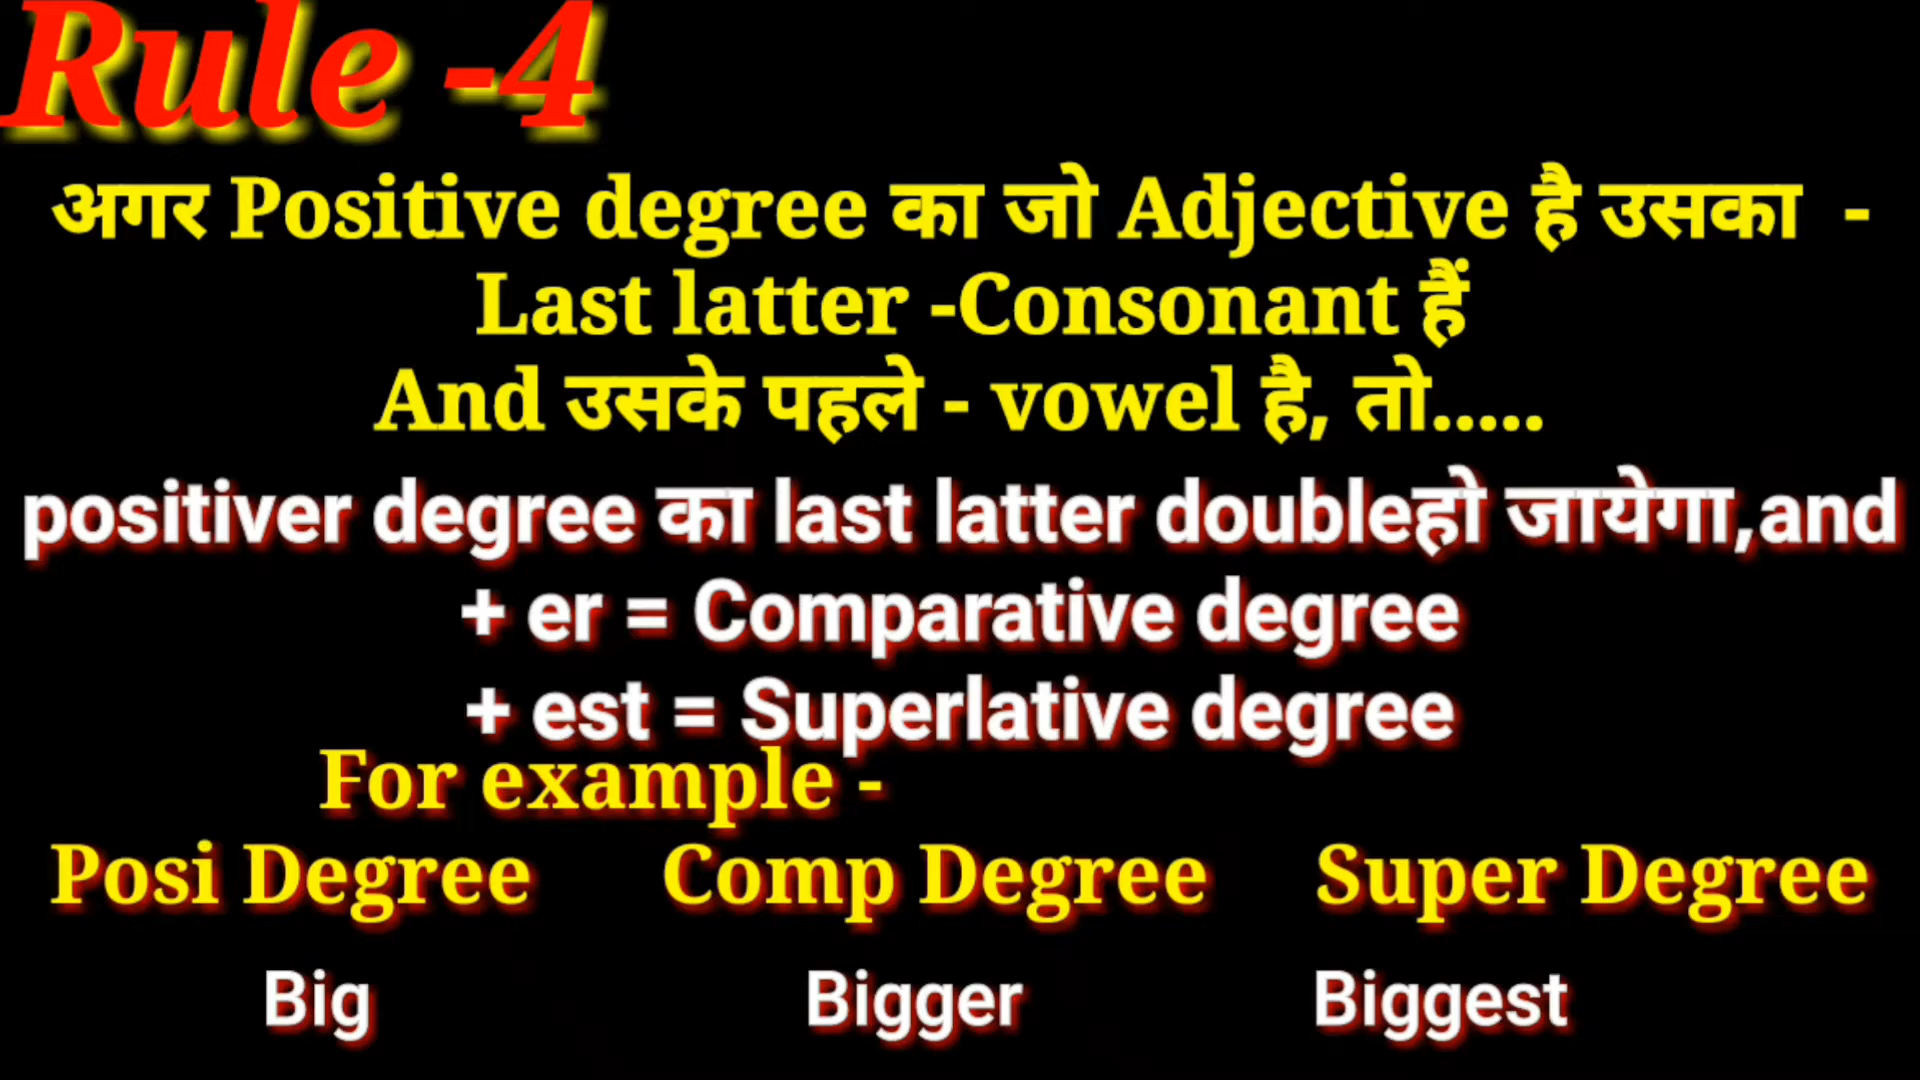 Rule -4
अगर Positive degree का जो Adjective है उसका -
Last latter -Consonant हैं
And उसके पहले - vowel है, तो.....
positiver degree का last latter doubleहो जायेगा,and
+ er = Comparative degree
+ est = Superlative degree
For example -
Posi Degree Comp Degree Super Degree
Big Bigger Biggest